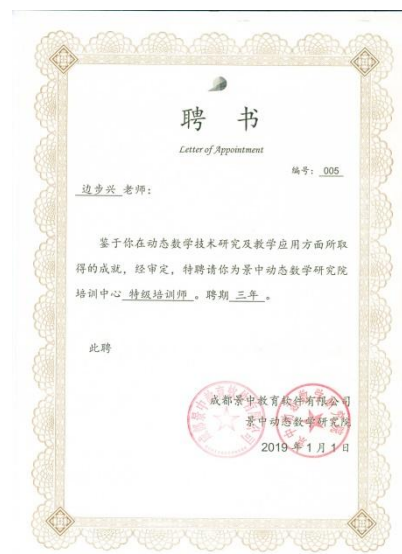 聘 书
Letter of Appointment
编号: 005
边步兴 老师:
鉴于你在动态数学技术研究及教学应用方面所取
得的成就,经审定,特聘请你为景中动态数学研究院
培训中心 特级培训师 。聘期 三年 。
此聘
成都景中教育软件有限公司
景中动态数学研究院
2019 年 1 月 1 日